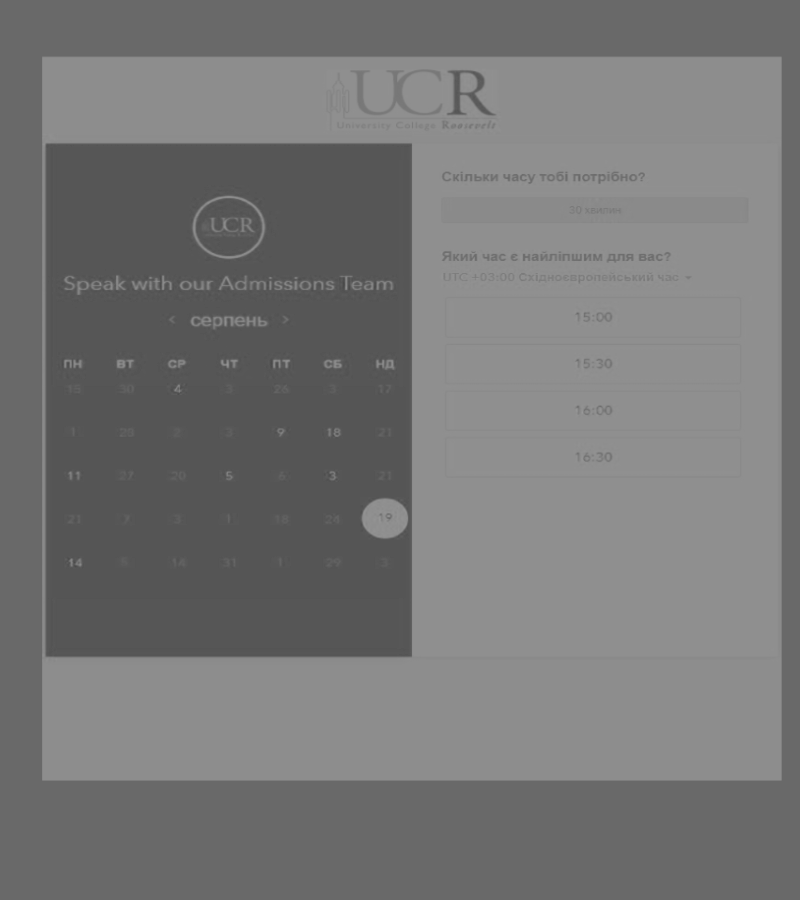 UCR
University College Roosevelt
UCR
Speak with our Admissions Team
< серпень >
ПН ВТ СР ЧТ ПТ СБ НД
15 30 4 3 26 3 17
1 28 2 2 9 18 21
11 27 20 5 6 3 21
21 7 3 1 18 24 19
14 14 31 1 29 3
Скільки часу тобі потрібно?
30 хвилин
Який час є найліпшим для вас?
UTC +03:00 Східноєвропейський час
15:00
15:30
16:00
16:30